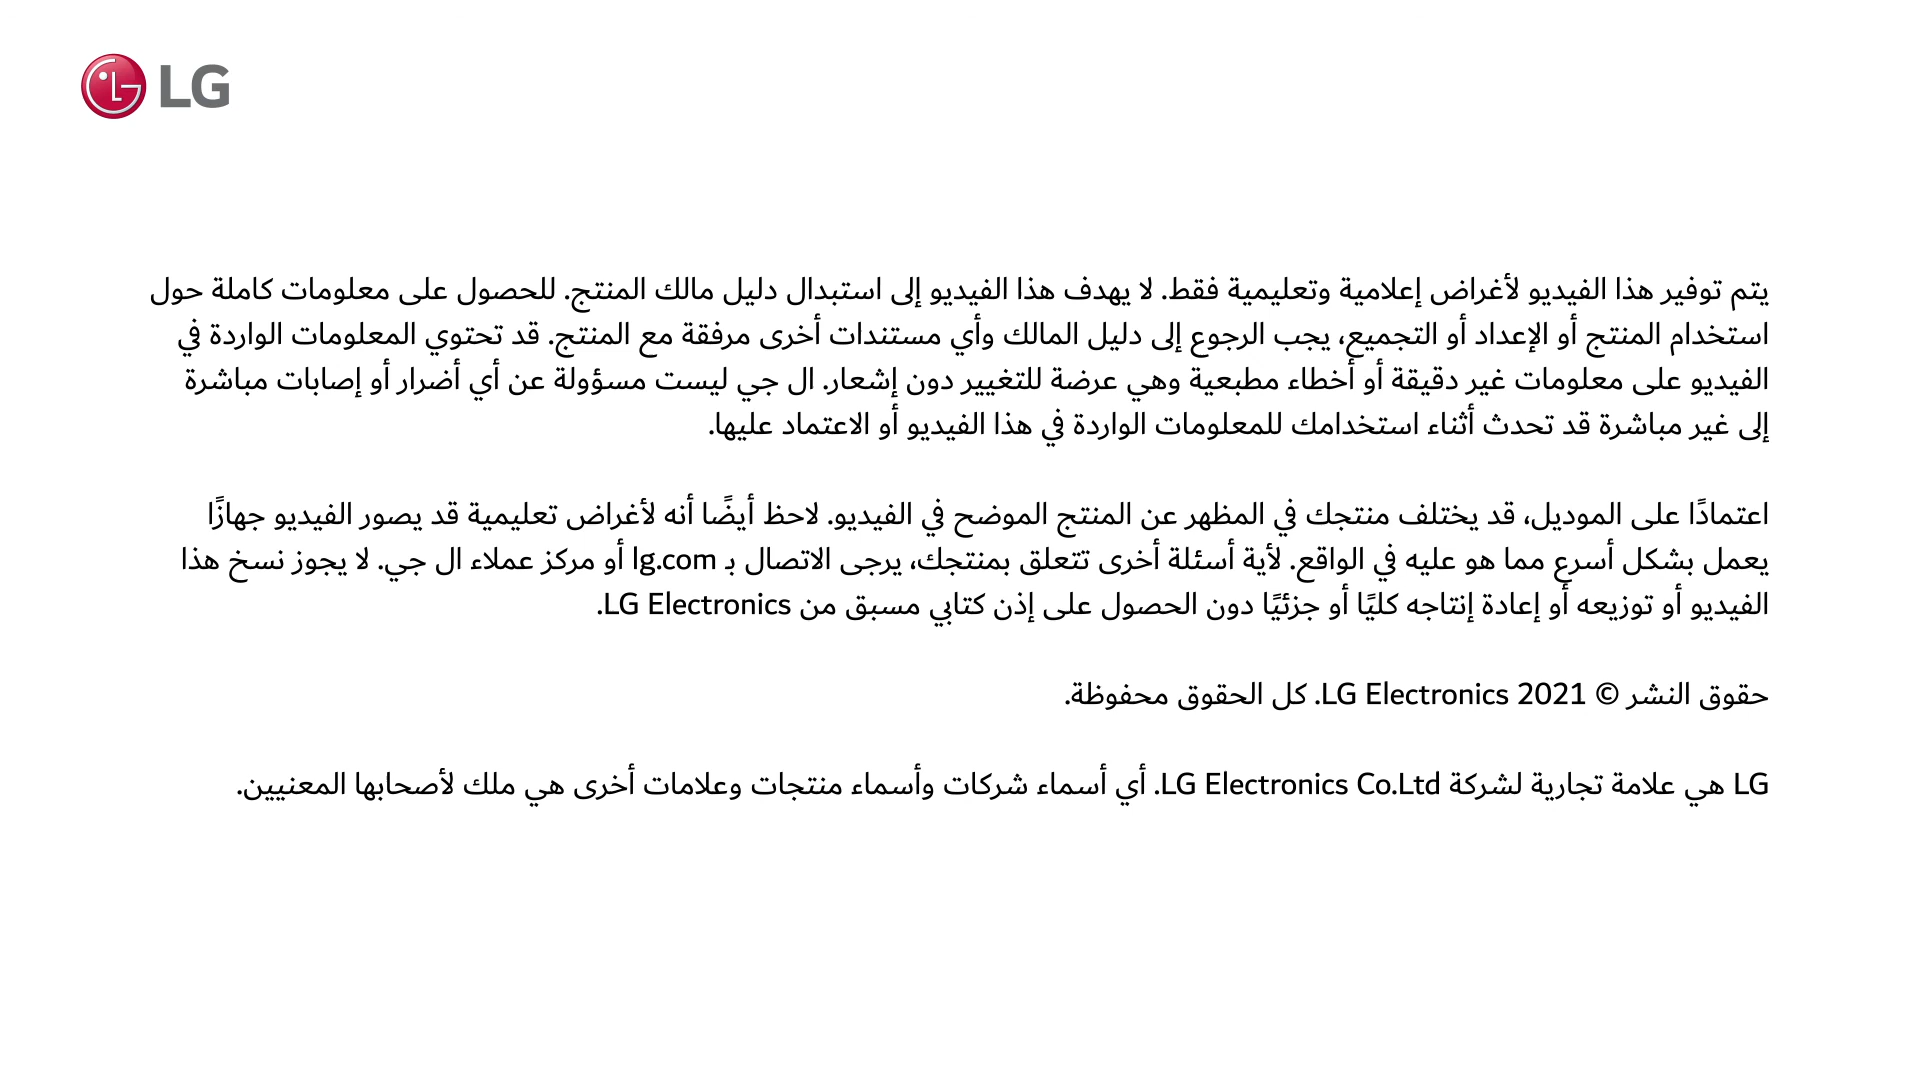 LG
يتم توفير هذا الفيديو لأغراض إعلامية وتعليمية فقط. لا يهدف هذا الفيديو إلى استبدال دليل مالك المنتج. للحصول على معلومات كاملة حول
استخدام المنتج أو الإعداد أو التجميع، يجب الرجوع إلى دليل المالك وأي مستندات أخرى مرفقة مع المنتج. قد تحتوي المعلومات الواردة في
الفيديو على معلومات غير دقيقة أو أخطاء مطبعية وهي عرضة للتغيير دون إشعار. ال جي ليست مسؤولة عن أي أضرار أو إصابات مباشرة
إلى غير مباشرة قد تحدث أثناء استخدامك للمعلومات الواردة في هذا الفيديو أو الاعتماد عليها.
اعتمادًا على الموديل، قد يختلف منتجك في المظهر عن المنتج الموضح في الفيديو. لاحظ أيضًا أنه لأغراض تعليمية قد يصور الفيديو جهازًا
يعمل بشكل أسرع مما هو عليه في الواقع. لأية أسئلة أخرى تتعلق بمنتجك، يرجى الاتصال بـ lg.com أو مركز عملاء ال جي. لا يجوز نسخ هذا
الفيديو أو توزيعه أو إعادة إنتاجه كليًا أو جزئيًا دون الحصول على إذن كتابي مسبق من LG Electronics.
حقوق النشر © 2021 LG Electronics. كل الحقوق محفوظة.
LG هي علامة تجارية لشركة LG Electronics Co.Ltd. أي أسماء شركات وأسماء منتجات وعلامات أخرى هي ملك لأصحابها المعنيين.